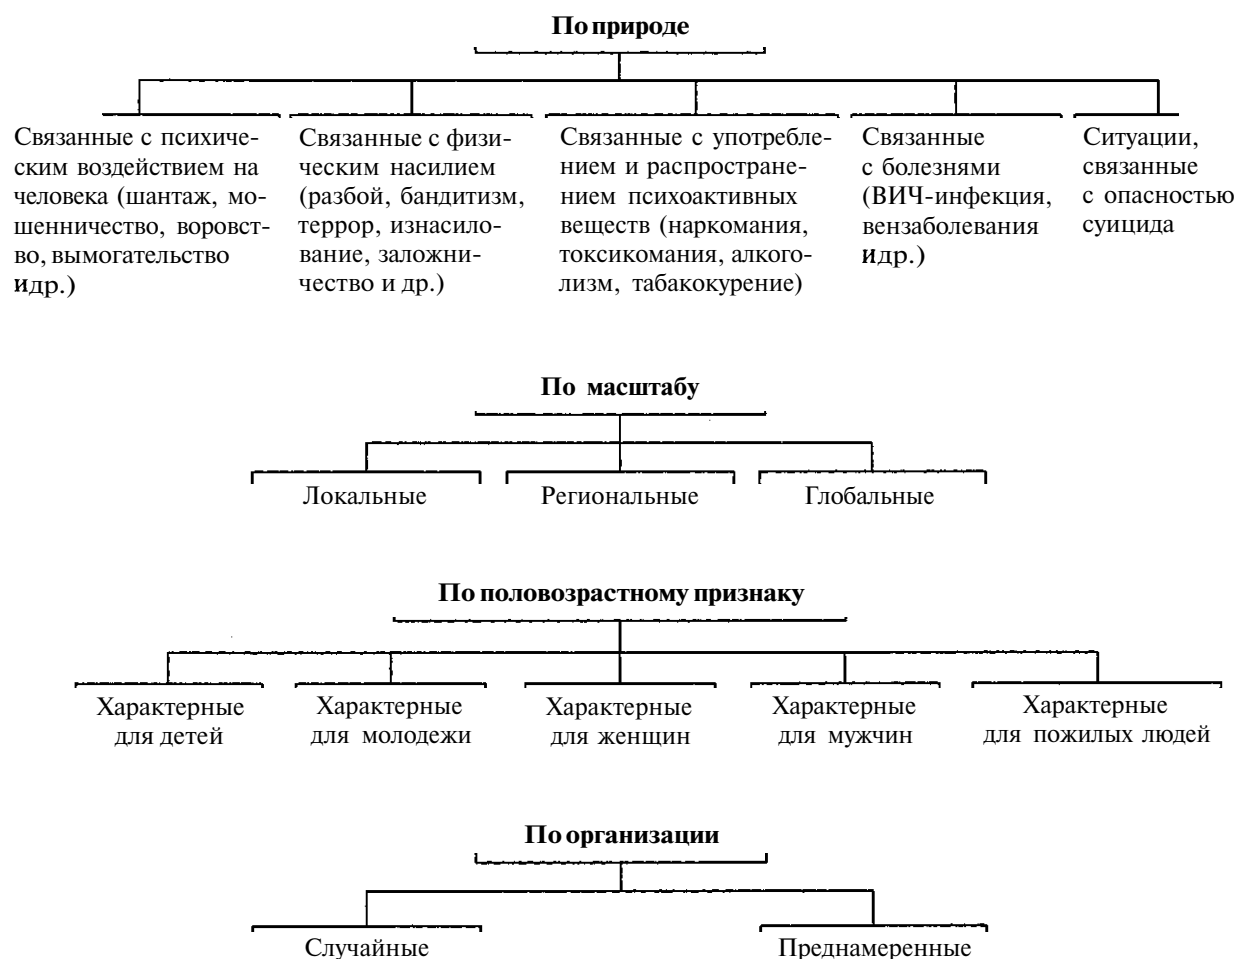 По природе
Связанные с психиче-
ским воздействием на
человека (шантаж, мо-
шенничество, воровст-
во, вымогательство
и др.)
Связанные с физи-
ческим насилием
(разбой, бандитизм,
террор, изнасило-
вание, заложни-
чество и др.)
Связанные с употребле-
нием и распростране-
нием психоактивных
веществ (наркомания,
токсикомания, алкого-
лизм, табакокурение)
Связанные
с болезнями
(ВИЧ-инфекция,
вензаболевания
и др.)
Ситуации,
связанные
с опасностью
суицида
По масштабу
Локальные
Региональные
Глобальные
По половозрастному признаку
Характерные
для детей
Характерные
для молодежи
Характерные
для женщин
Характерные
для мужчин
Характерные
для пожилых людей
По организации
Случайные
Преднамеренные